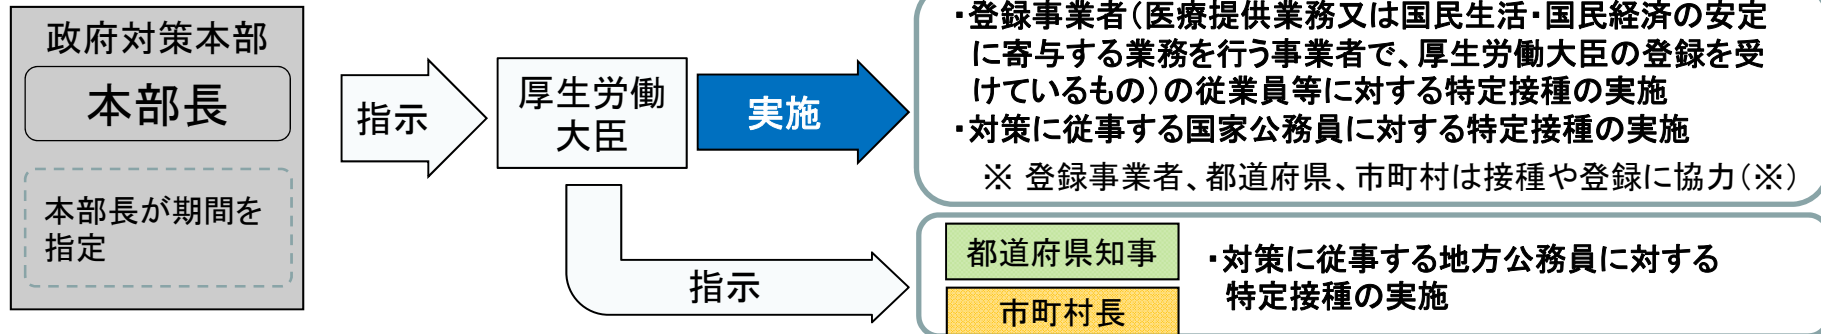 政府対策本部
本部長
本部長が期間を
指定
指示
厚生労働
大臣
実施
・登録事業者（医療提供業務又は国民生活・国民経済の安定
に寄与する業務を行う事業者で、厚生労働大臣の登録を受
けているもの）の従業員等に対する特定接種の実施
・対策に従事する国家公務員に対する特定接種の実施
※ 登録事業者、都道府県、市町村は接種や登録に協力（※）
指示
都道府県知事
市町村長
・対策に従事する地方公務員に対する
特定接種の実施